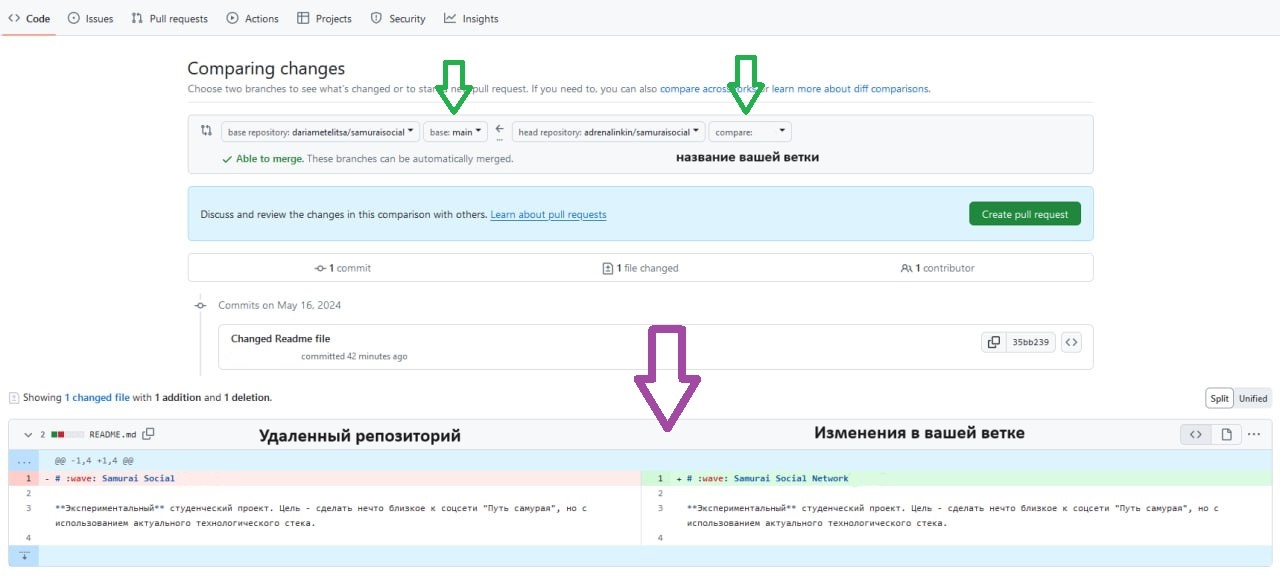 Code Issues Pull requests Actions Projects Security Insights
Comparing changes
Choose two branches to see what's changed or to start a new pull request. If you need to, you can also compare across forks or learn more about diff comparisons.
base repository: dariametelitsa/samuraisocial base: main head repository: adrenalinkin/samuraisocial compare:
Able to merge. These branches can be automatically merged. название вашей ветки
Discuss and review the changes in this comparison with others. Learn about pull requests Create pull request
1 commit 1 file changed 1 contributor
Commits on May 16, 2024
Changed Readme file
committed 42 minutes ago
35bb239
Showing 1 changed file with 1 addition and 1 deletion. Split Unified
2 README.md Удаленный репозиторий Изменения в вашей ветке
... @@ -1,4 +1,4 @@
1 - # :wave: Samurai Social 1 + # :wave: Samurai Social Network
2 2
3 **Экспериментальный** студенческий проект. Цель - сделать нечто близкое к соцсети "Путь самурая", но с 3 **Экспериментальный** студенческий проект. Цель - сделать нечто близкое к соцсети "Путь самурая", но с
использованием актуального технологического стека. использованием актуального технологического стека.
4 4